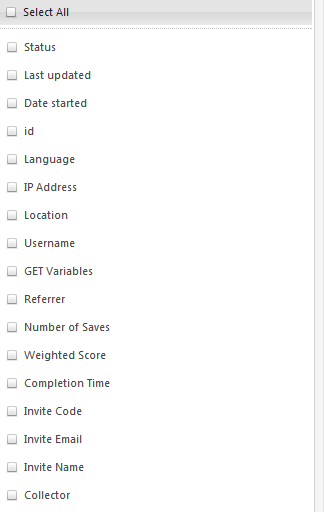 Select All
Status
Last updated
Date started
id
Language
IP Address
Location
Username
GET Variables
Referrer
Number of Saves
Weighted Score
Completion Time
Invite Code
Invite Email
Invite Name
Collector